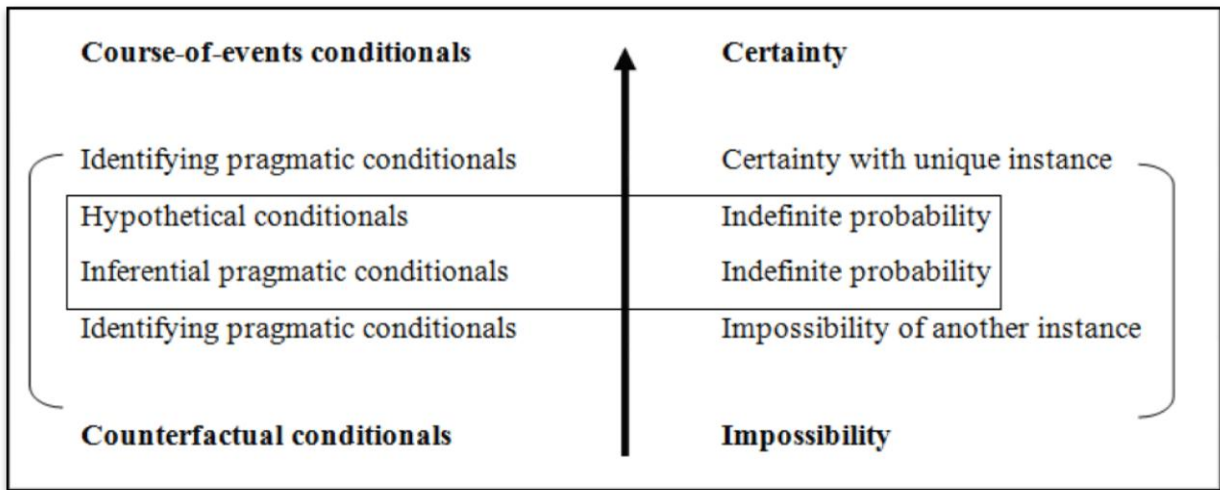 Course-of-events conditionals Certainty
Identifying pragmatic conditionals Certainty with unique instance
Hypothetical conditionals Indefinite probability
Inferential pragmatic conditionals Indefinite probability
Identifying pragmatic conditionals Impossibility of another instance
Counterfactual conditionals Impossibility